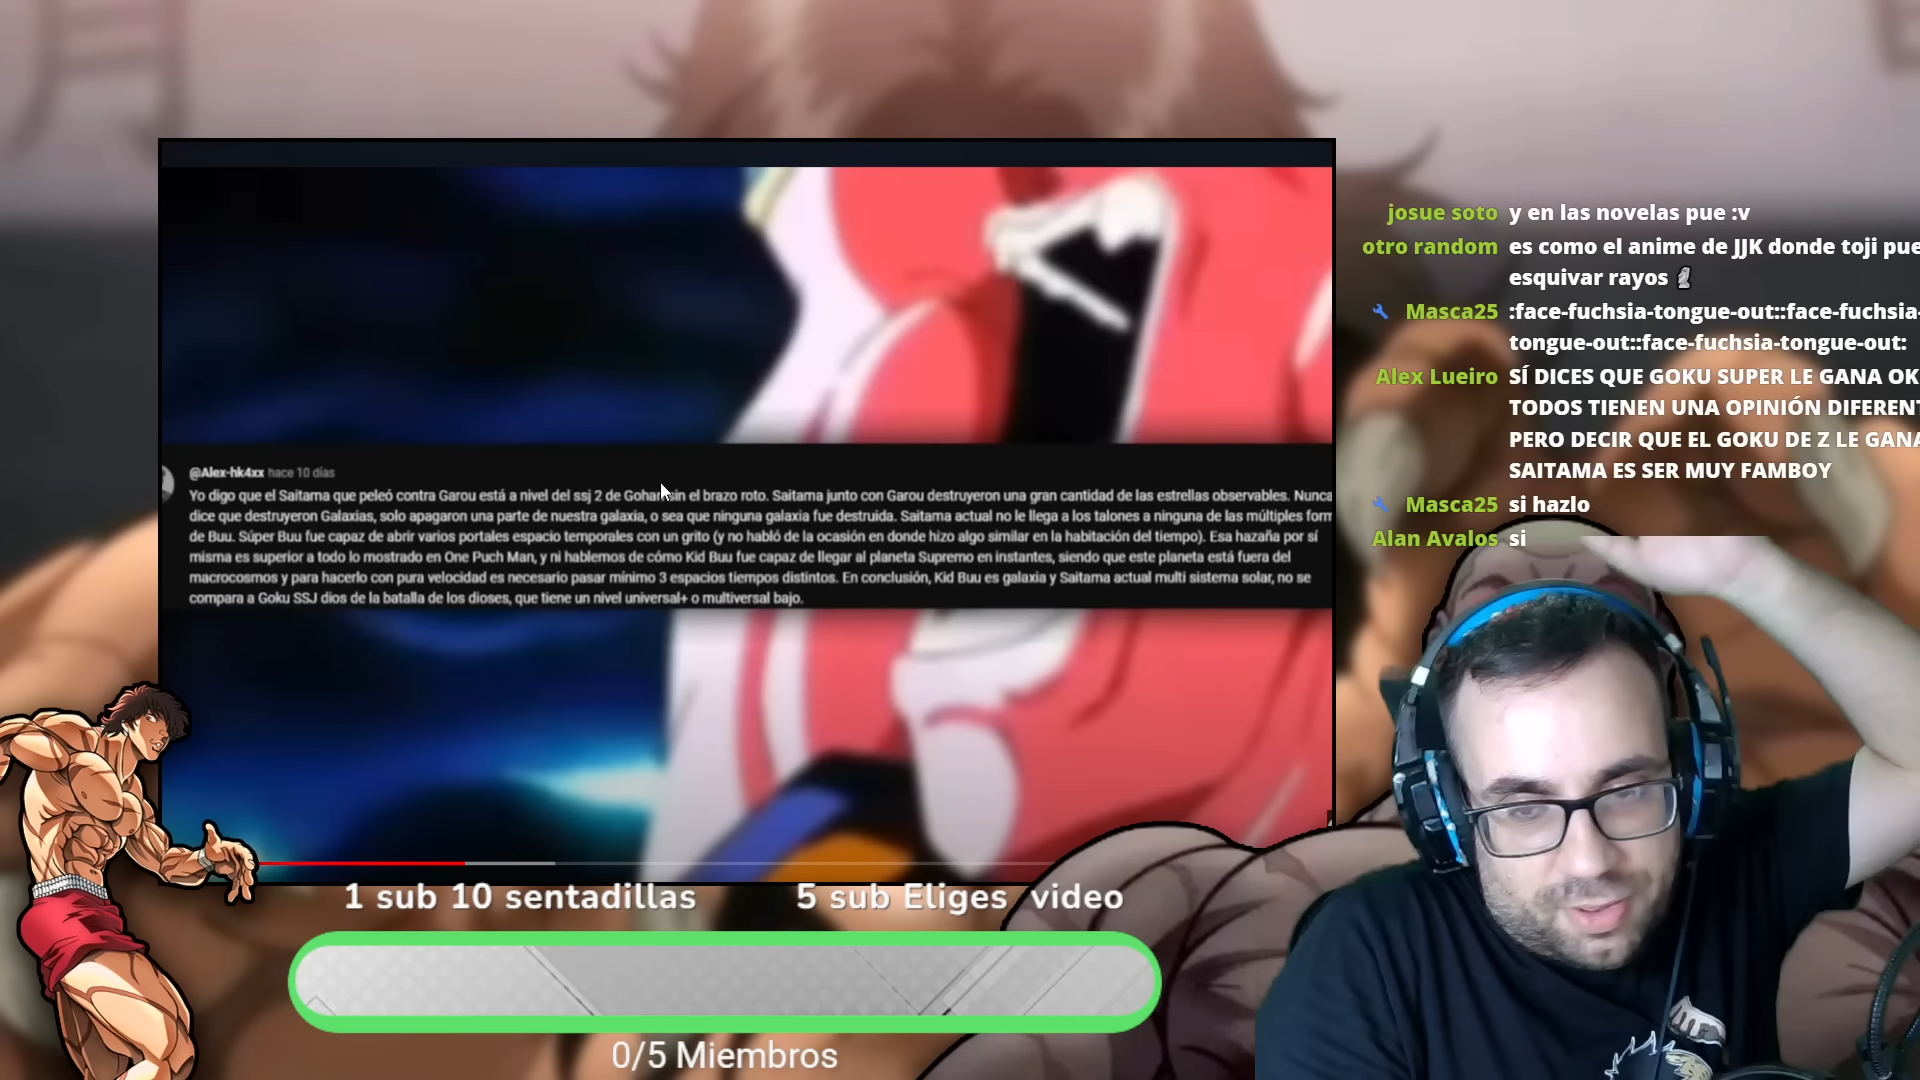 josue soto y en las novelas pue :v
otro random es como el anime de JJK donde toji pue
esquivar rayos
Masca25 :face-fuchsia-tongue-out::face-fuchsia-
tongue-out::face-fuchsia-tongue-out:
Alex Lueiro SÍ DICES QUE GOKU SUPER LE GANA OK
TODOS TIENEN UNA OPINIÓN DIFERENT
PERO DECIR QUE EL GOKU DE Z LE GANA
SAITAMA ES SER MUY FAMBOY
Masca25 si hazlo
Alan Avalos si
@Alex-hk4xx hace 10 días
Yo digo que el Saitama que peleó contra Garou está a nivel del ssj 2 de Gohan sin el brazo roto. Saitama junto con Garou destruyeron una gran cantidad de las estrellas observables. Nunca
dice que destruyeron Galaxias, solo apagaron una parte de nuestra galaxia, o sea que ninguna galaxia fue destruida. Saitama actual no le llega a los talones a ninguna de las múltiples form
de Buu. Súper Buu fue capaz de abrir varios portales espacio temporales con un grito (y no habló de la ocasión en donde hizo algo similar en la habitación del tiempo). Esa hazaña por sí
misma es superior a todo lo mostrado en One Puch Man, y ni hablemos de cómo Kid Buu fue capaz de llegar al planeta Supremo en instantes, siendo que este planeta está fuera del
macrocosmos y para hacerlo con pura velocidad es necesario pasar mínimo 3 espacios tiempos distintos. En conclusión, Kid Buu es galaxia y Saitama actual multi sistema solar, no se
compara a Goku SSJ dios de la batalla de los dioses, que tiene un nivel universal+ o multiversal bajo.
1 sub 10 sentadillas 5 sub Eliges video
0/5 Miembros